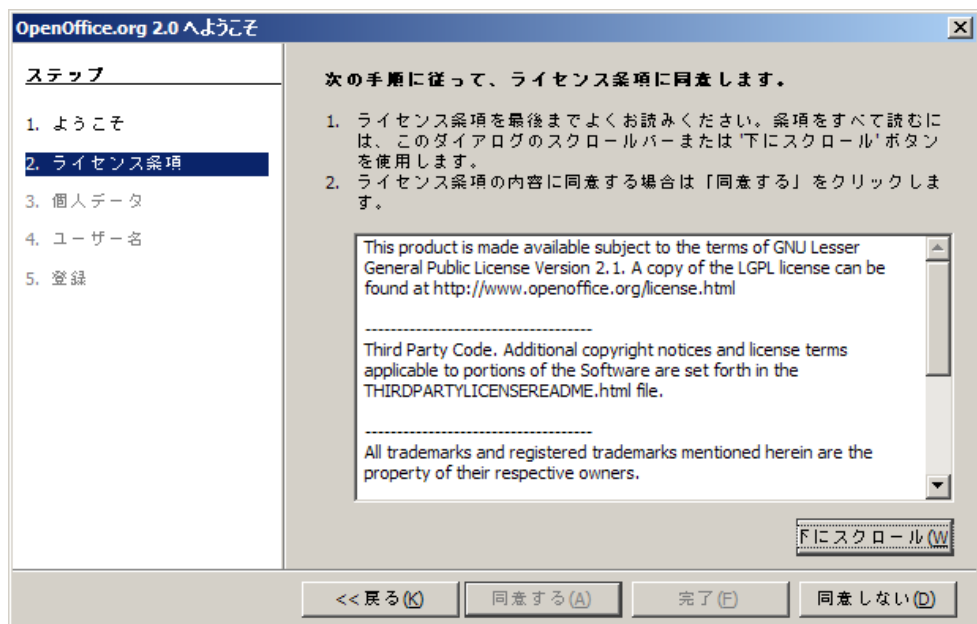 OpenOffice.org 2.0 へようこそ
ステップ
1. ようこそ
2. ライセンス条項
3. 個人データ
4. ユーザー名
5. 登録
次の手順に従って、ライセンス条項に同意します。
1. ライセンス条項を最後までよくお読みください。条項をすべて読むに
は、このダイアログのスクロールバーまたは '下にスクロール' ボタン
を使用します。
2. ライセンス条項の内容に同意する場合は「同意する」をクリックしま
す。
This product is made available subject to the terms of GNU Lesser
General Public License Version 2.1. A copy of the LGPL license can be
found at http://www.openoffice.org/license.html
------------------------------------
Third Party Code. Additional copyright notices and license terms
applicable to portions of the Software are set forth in the
THIRDPARTYLICENSEREADME.html file.
------------------------------------
All trademarks and registered trademarks mentioned herein are the
property of their respective owners.
下にスクロール(W
<<戻る(K)
同意する(A)
完了(F)
同意しない(D)